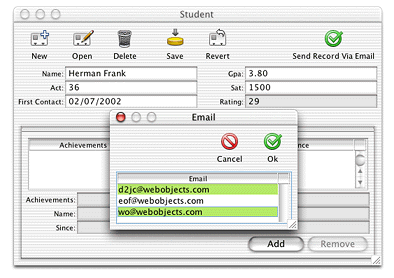 Student
New Open Delete Save Revert Send Record Via Email
Name: Herman Frank Gpa: 3.80
Act: 36 Sat: 1500
First Contact: 02/07/2002 Rating: 29
Email
Cancel Ok
Achievements
Email
d2jc@webobjects.com
eof@webobjects.com
wo@webobjects.com
Achievements:
Name:
Since:
Add Remove